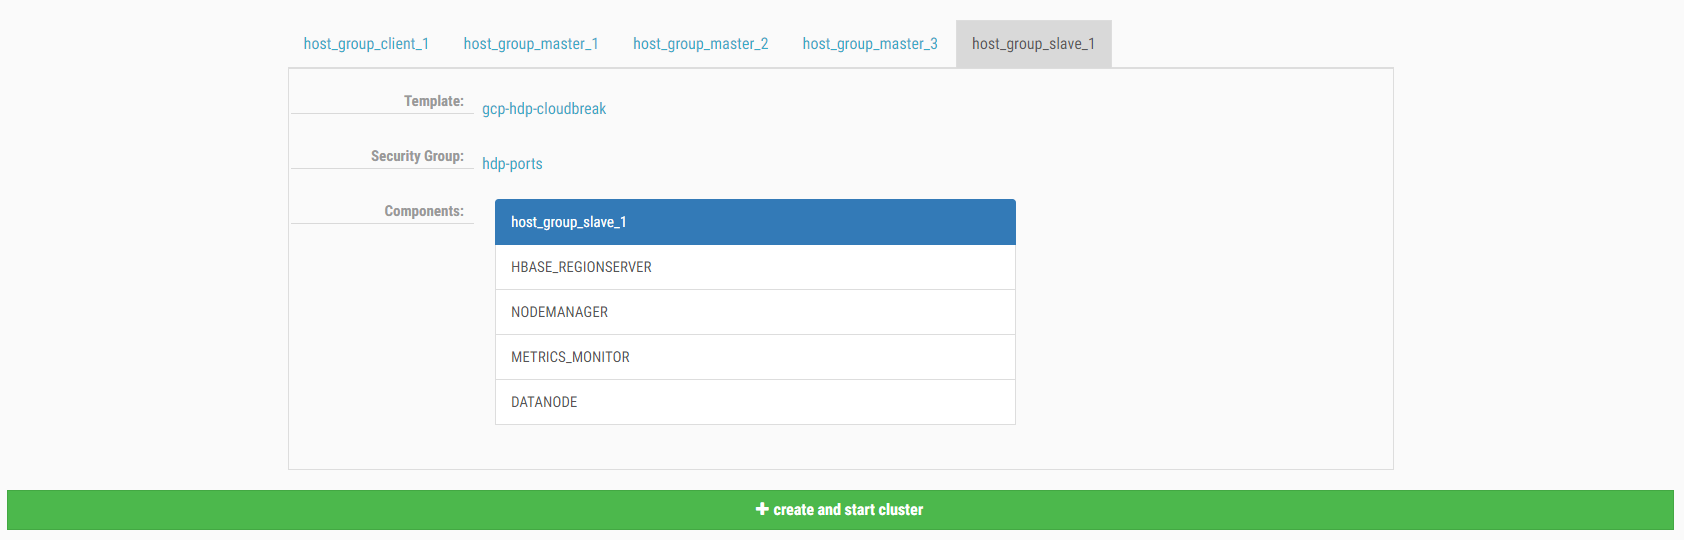 host_group_client_1 host_group_master_1 host_group_master_2 host_group_master_3 host_group_slave_1
Template: gcp-hdp-cloudbreak
Security Group: hdp-ports
Components:
host_group_slave_1
HBASE_REGIONSERVER
NODEMANAGER
METRICS_MONITOR
DATANODE
create and start cluster